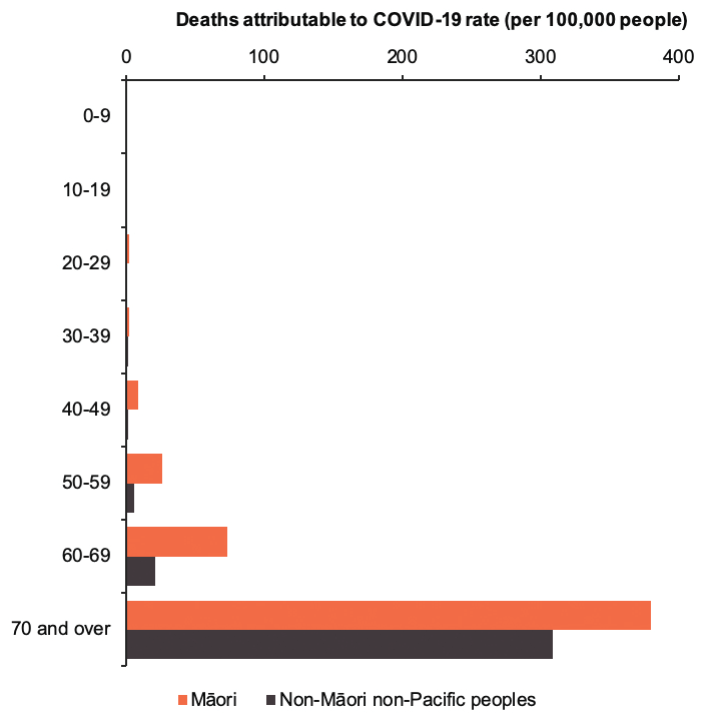 Deaths attributable to COVID-19 rate (per 100,000 people)
0 100 200 300 400
0-9
10-19
20-29
30-39
40-49
50-59
60-69
70 and over
Māori Non-Māori non-Pacific peoples